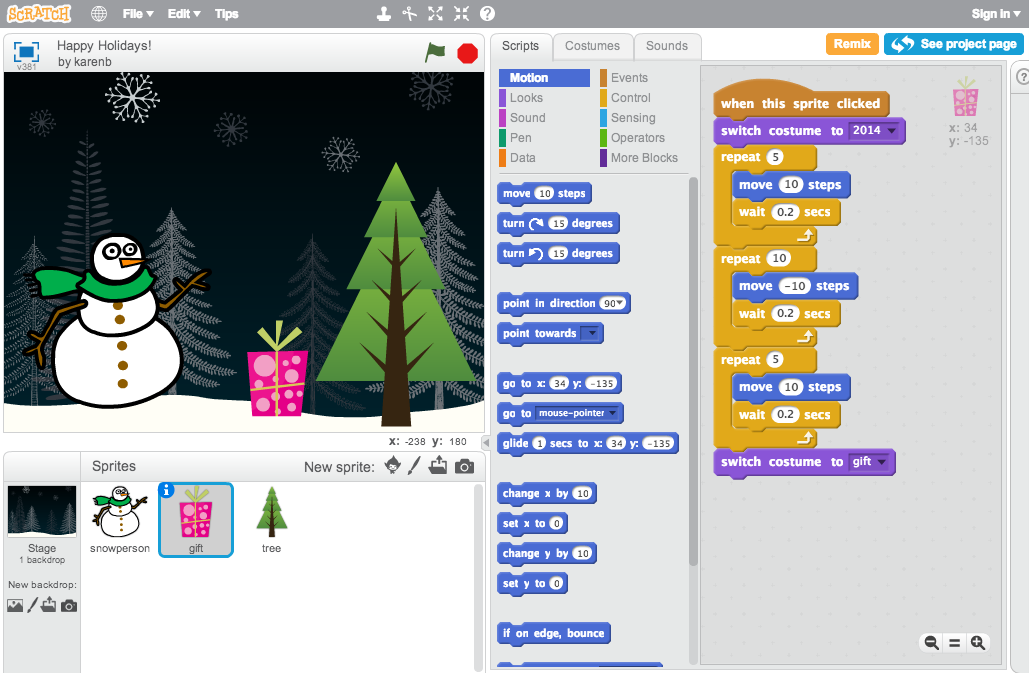 SCRATCH
File ▾ Edit ▾ Tips
Sign in ▾
v381
Happy Holidays!
by karenb
x: -238 y: 180
Sprites
New sprite:
snowperson
gift
tree
Stage
1 backdrop
New backdrop:
Scripts
Costumes
Sounds
Remix
See project page
Motion
Looks
Sound
Pen
Data
Events
Control
Sensing
Operators
More Blocks
move 10 steps
turn 15 degrees
turn 15 degrees
point in direction 90▾
point towards
go to x: 34 y: -135
go to mouse-pointer
glide 1 secs to x: 34 y: -135
change x by 10
set x to 0
change y by 10
set y to 0
if on edge, bounce
when this sprite clicked
switch costume to 2014
repeat 5
move 10 steps
wait 0.2 secs
repeat 10
move -10 steps
wait 0.2 secs
repeat 5
move 10 steps
wait 0.2 secs
switch costume to gift
x: 34
y: -135